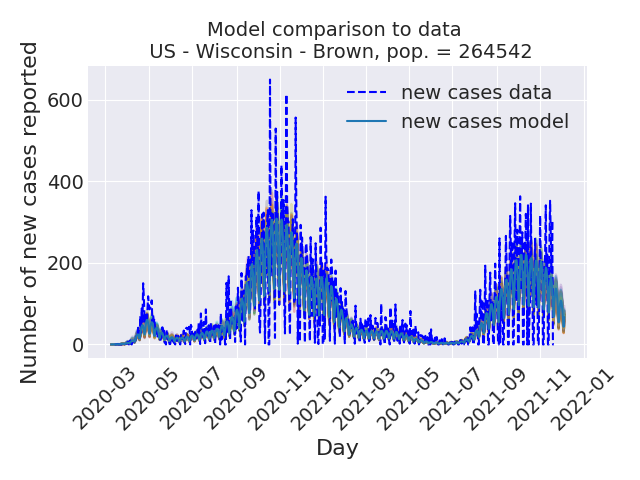 Model comparison to data
US - Wisconsin - Brown, pop. = 264542
Number of new cases reported
600
400
200
0
new cases data
new cases model
2020-03
2020-05
2020-07
2020-09
2020-11
2021-01
2021-03
2021-05
2021-07
2021-09
2021-11
2022-01
Day